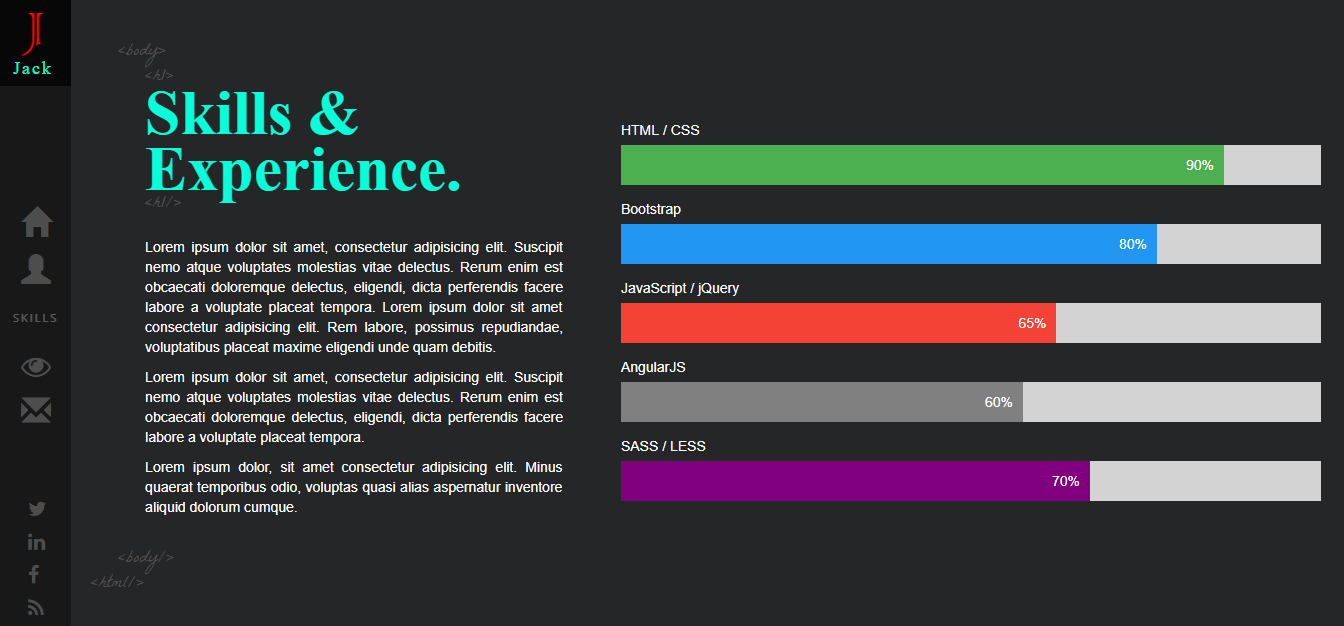 J
Jack
SKILLS
<body>
<h1>
Skills &
Experience.
<h1/>
Lorem ipsum dolor sit amet, consectetur adipisicing elit. Suscipit
nemo atque voluptates molestias vitae delectus. Rerum enim est
obcaecati doloremque delectus, eligendi, dicta perferendis facere
labore a voluptate placeat tempora. Lorem ipsum dolor sit amet
consectetur adipisicing elit. Rem labore, possimus repudiandae,
voluptatibus placeat maxime eligendi unde quam debitis.
Lorem ipsum dolor sit amet, consectetur adipisicing elit. Suscipit
nemo atque voluptates molestias vitae delectus. Rerum enim est
obcaecati doloremque delectus, eligendi, dicta perferendis facere
labore a voluptate placeat tempora.
Lorem ipsum dolor, sit amet consectetur adipisicing elit. Minus
quaerat temporibus odio, voluptas quasi alias aspernatur inventore
aliquid dolorum cumque.
<body/>
<html/>
HTML / CSS
90%
Bootstrap
80%
JavaScript / jQuery
65%
AngularJS
60%
SASS / LESS
70%